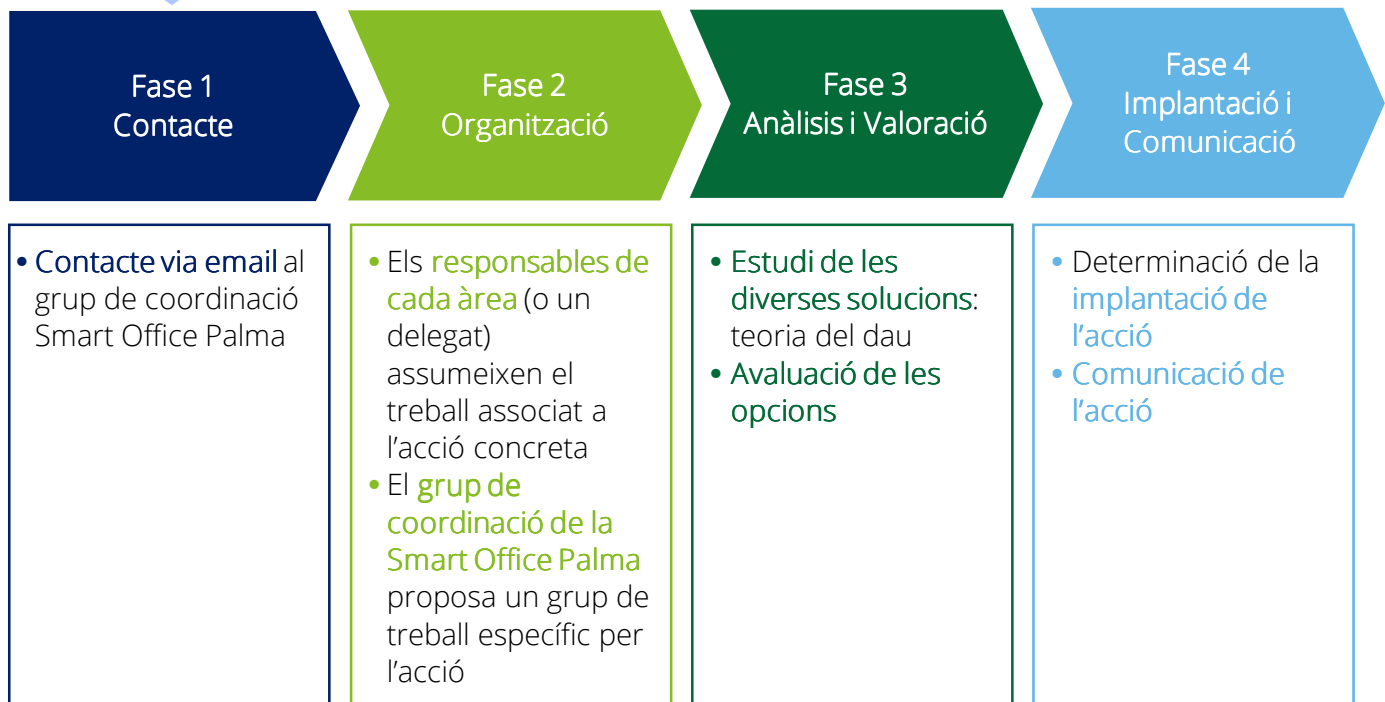 Fase 1
Contacte
Fase 2
Organització
Fase 3
Anàlisis i Valoració
Fase 4
Implantació i
Comunicació
• Contacte via email al
grup de coordinació
Smart Office Palma
• Els responsables de
cada àrea (o un
delegat)
assumeixen el
treball associat a
l’acció concreta
• El grup de
coordinació de la
Smart Office Palma
proposa un grup de
treball específic per
l’acció
• Estudi de les
diverses solucions:
teoria del dau
• Avaluació de les
opcions
• Determinació de la
implantació de
l’acció
• Comunicació de
l’acció